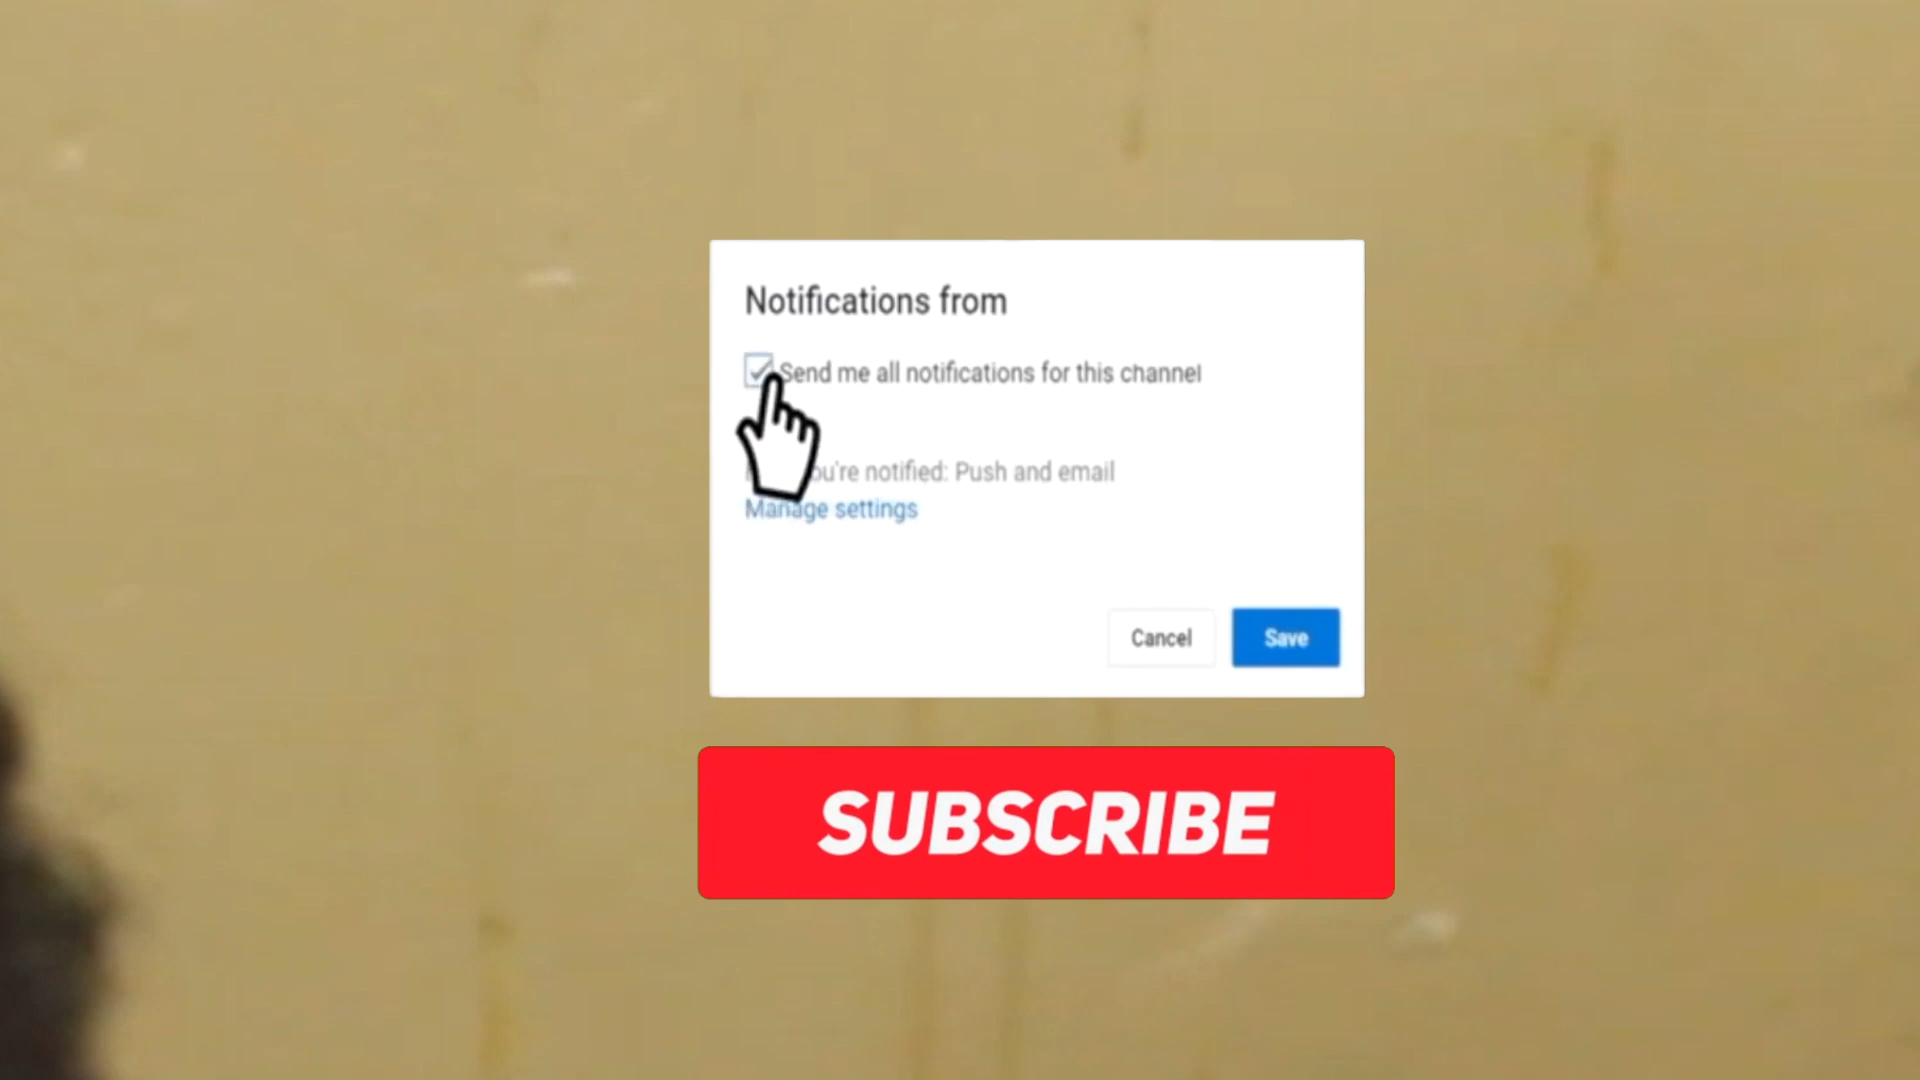 Notifications from
Send me all notifications for this channel
you're notified: Push and email
Manage settings
Cancel
Save
SUBSCRIBE